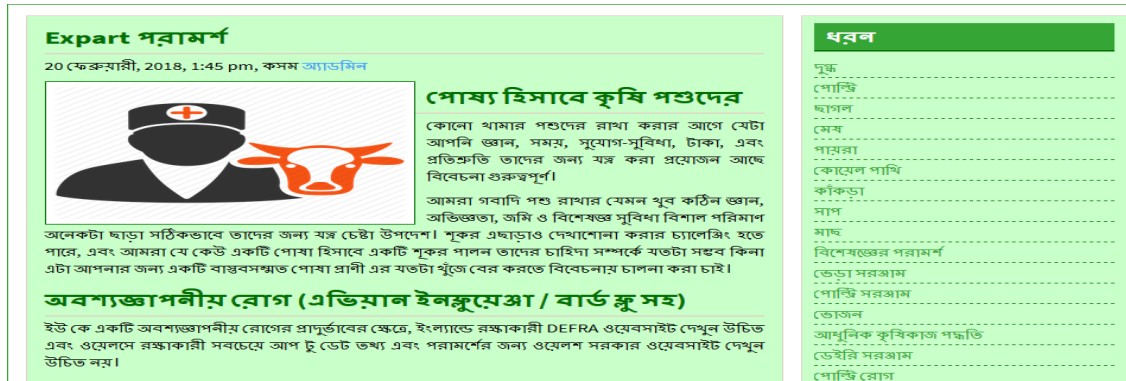 Expart পরামর্শ
20 ফেব্রুয়ারী, 2018, 1:45 pm, কসম অ্যাডমিন
পোষ্য হিসাবে কৃষি পশুদের
কোনো খামার পশুদের রাখা করার আগে যেটা
আপনি জ্ঞান, সময়, সুযোগ-সুবিধা, টাকা, এবং
প্রতিশ্রুতি তাদের জন্য যত্ন করা প্রয়োজন আছে
বিবেচনা গুরুত্বপূর্ণ।
আমরা গবাদি পশু রাখার যেমন খুব কঠিন জ্ঞান,
অভিজ্ঞতা, জমি ও বিশেষজ্ঞ সুবিধা বিশাল পরিমাণ
অনেকটা ছাড়া সঠিকভাবে তাদের জন্য যত্ন চেষ্টা উপদেশ। শূকর এছাড়াও দেখাশোনা করার চ্যালেঞ্জিং হতে
পারে, এবং আমরা যে কেউ একটি পোষা হিসাবে একটি শূকর পালন তাদের চাহিদা সম্পর্কে যতটা সম্ভব কিনা
এটা আপনার জন্য একটি বাস্তবসম্মত পোষা প্রাণী এর যতটা খুঁজে বের করতে বিবেচনায় চালনা করা চাই।
অবশ্যজ্ঞাপনীয় রোগ (এভিয়ান ইনফ্লুয়েঞ্জা / বার্ড ফ্লু সহ)
ইউ কে একটি অবশ্যজ্ঞাপনীয় রোগের প্রাদুর্ভাবের ক্ষেত্রে, ইংল্যান্ডে রক্ষাকারী DEFRA ওয়েবসাইট দেখুন উচিত
এবং ওয়েলসে রক্ষাকারী সবচেয়ে আপ টু ডেট তথ্য এবং পরামর্শের জন্য ওয়েলশ সরকার ওয়েবসাইট দেখুন
উচিত নয়।
ধরন
দুগ্ধ
পোল্ট্রি
ছাগল
মেষ
পায়রা
কোয়েল পাখি
কাঁকড়া
সাপ
মাছ
বিশেষজ্ঞের পরামর্শ
ভেড়া সরঞ্জাম
পোল্ট্রি সরঞ্জাম
ভোজন
আধুনিক কৃষিকাজ পদ্ধতি
ডেইরি সরঞ্জাম
পোল্ট্রি রোগ